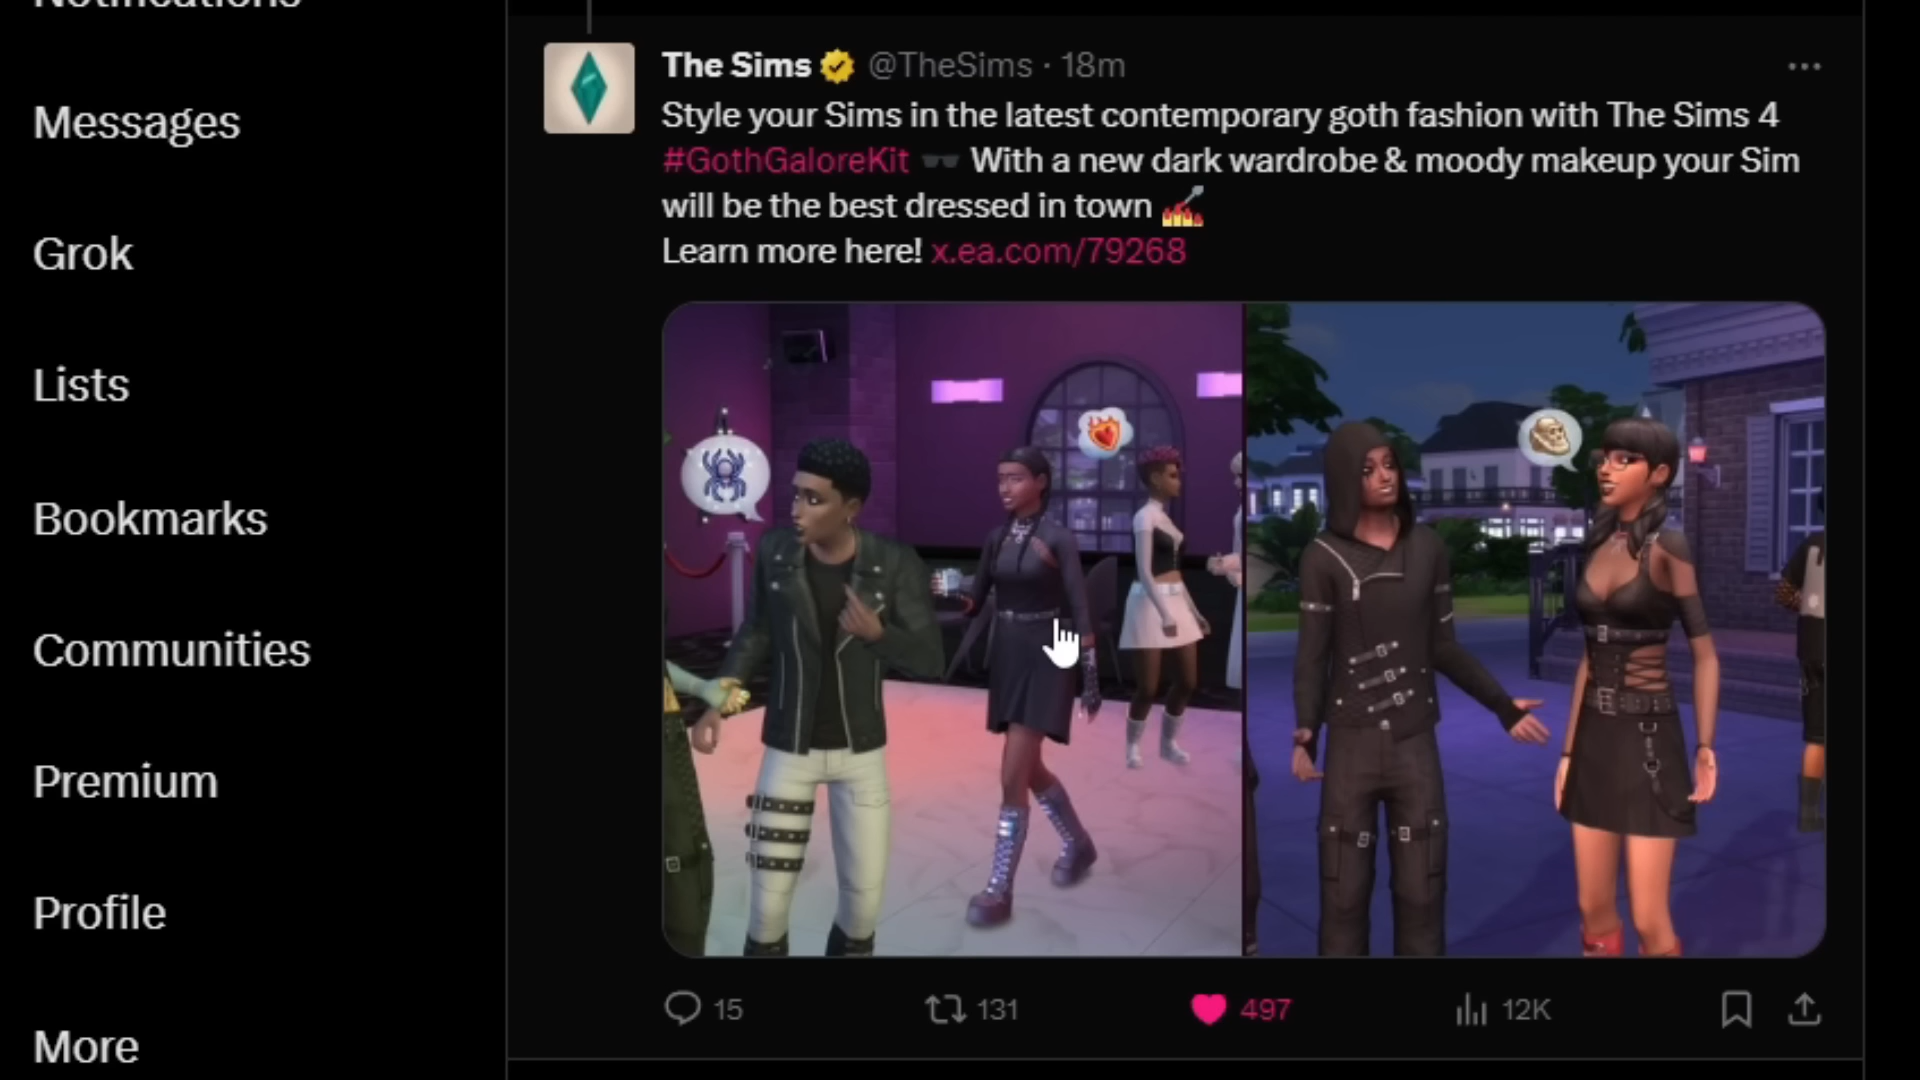 Notifications
Messages
Grok
Lists
Bookmarks
Communities
Premium
Profile
More
The Sims @TheSims · 18m
Style your Sims in the latest contemporary goth fashion with The Sims 4
#GothGaloreKit 🕶️ With a new dark wardrobe & moody makeup your Sim
will be the best dressed in town 💅
Learn more here! x.ea.com/79268
15 131 497 12K